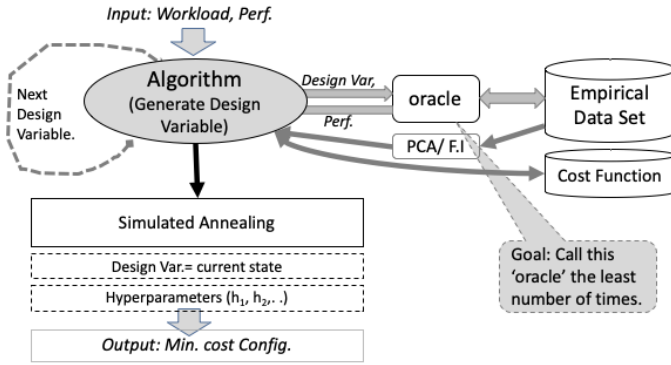 Input: Workload, Perf.
Algorithm
(Generate Design
Variable)
Next
Design
Variable.
Design Var,
Perf.
oracle
Empirical
Data Set
PCA/ F.I
Cost Function
Simulated Annealing
Design Var.= current state
Hyperparameters (h₁, h₂,. .)
Output: Min. cost Config.
Goal: Call this
‘oracle’ the least
number of times.